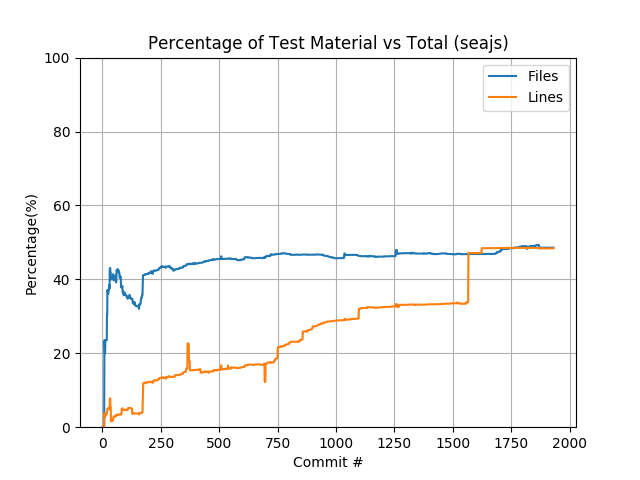 Percentage of Test Material vs Total (seajs)
Files
Lines
Percentage(%)
100
80
60
40
20
0
0 250 500 750 1000 1250 1500 1750 2000
Commit #